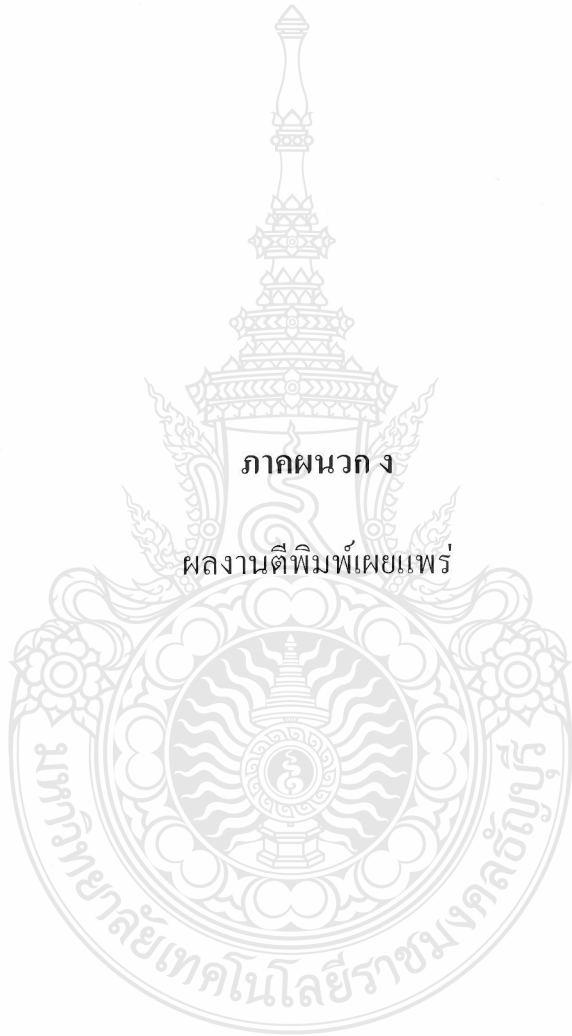 ภาคผนวก ง
ผลงานตีพิมพ์เผยแพร่
มหาวิทยาลัยเทคโนโลยีราชมงคลธัญบุรี